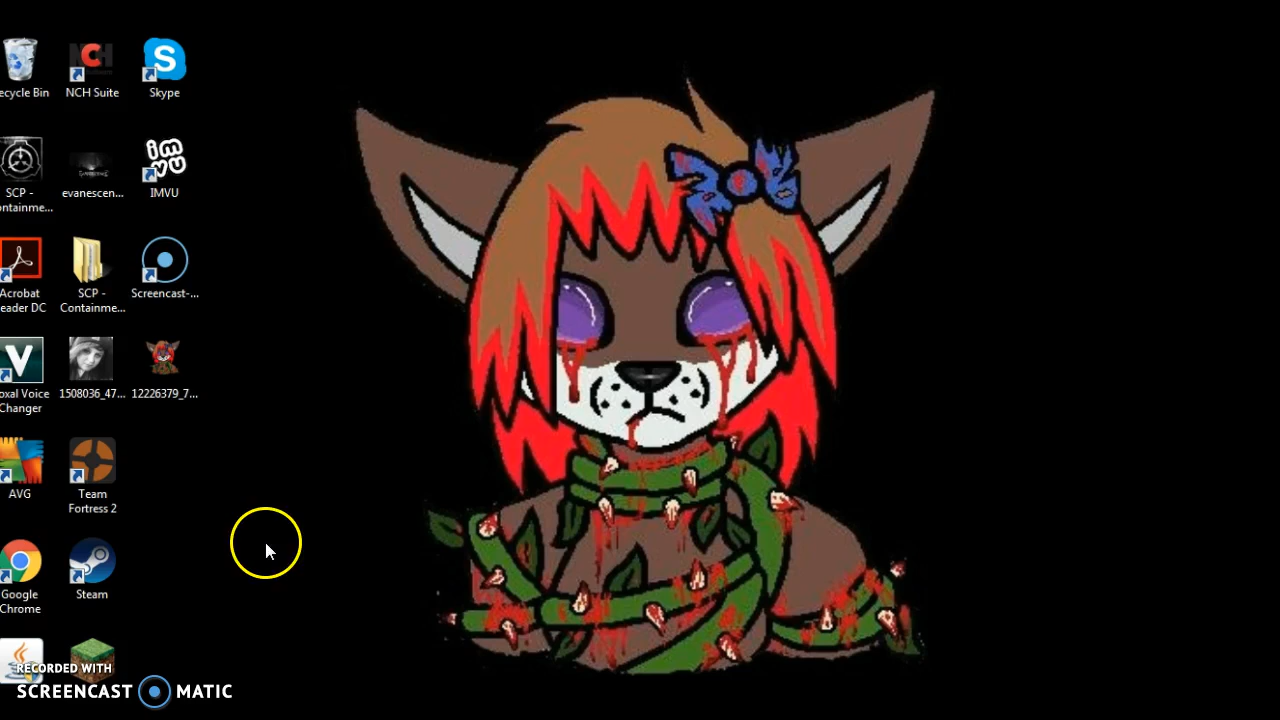 ecycle Bin
NCH Suite
Skype
SCP -
ontainme...
evanescen...
IMVU
Acrobat
eader DC
SCP -
Containme...
Screencast-...
oxal Voice
Changer
1508036_47...
12226379_7...
AVG
Team
Fortress 2
Google
Chrome
Steam
RECORDED WITH
SCREENCAST MATIC